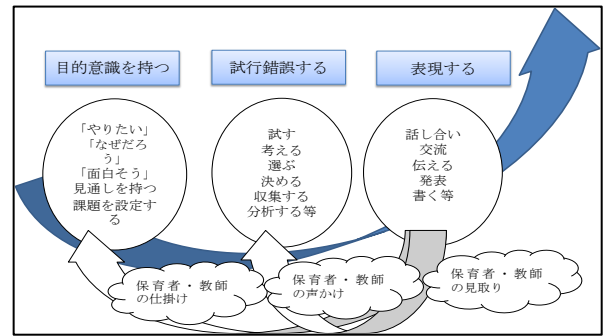 目的意識を持つ
試行錯誤する
表現する
「やりたい」
「なぜだろ
う」
「面白そう」
見通しを持つ
課題を設定す
る
試す
考える
選ぶ
決める
収集する
分析する等
話し合い
交流
伝える
発表
書く等
保育者・教師
の仕掛け
保育者・教師
の声かけ
保育者・教師
の見取り